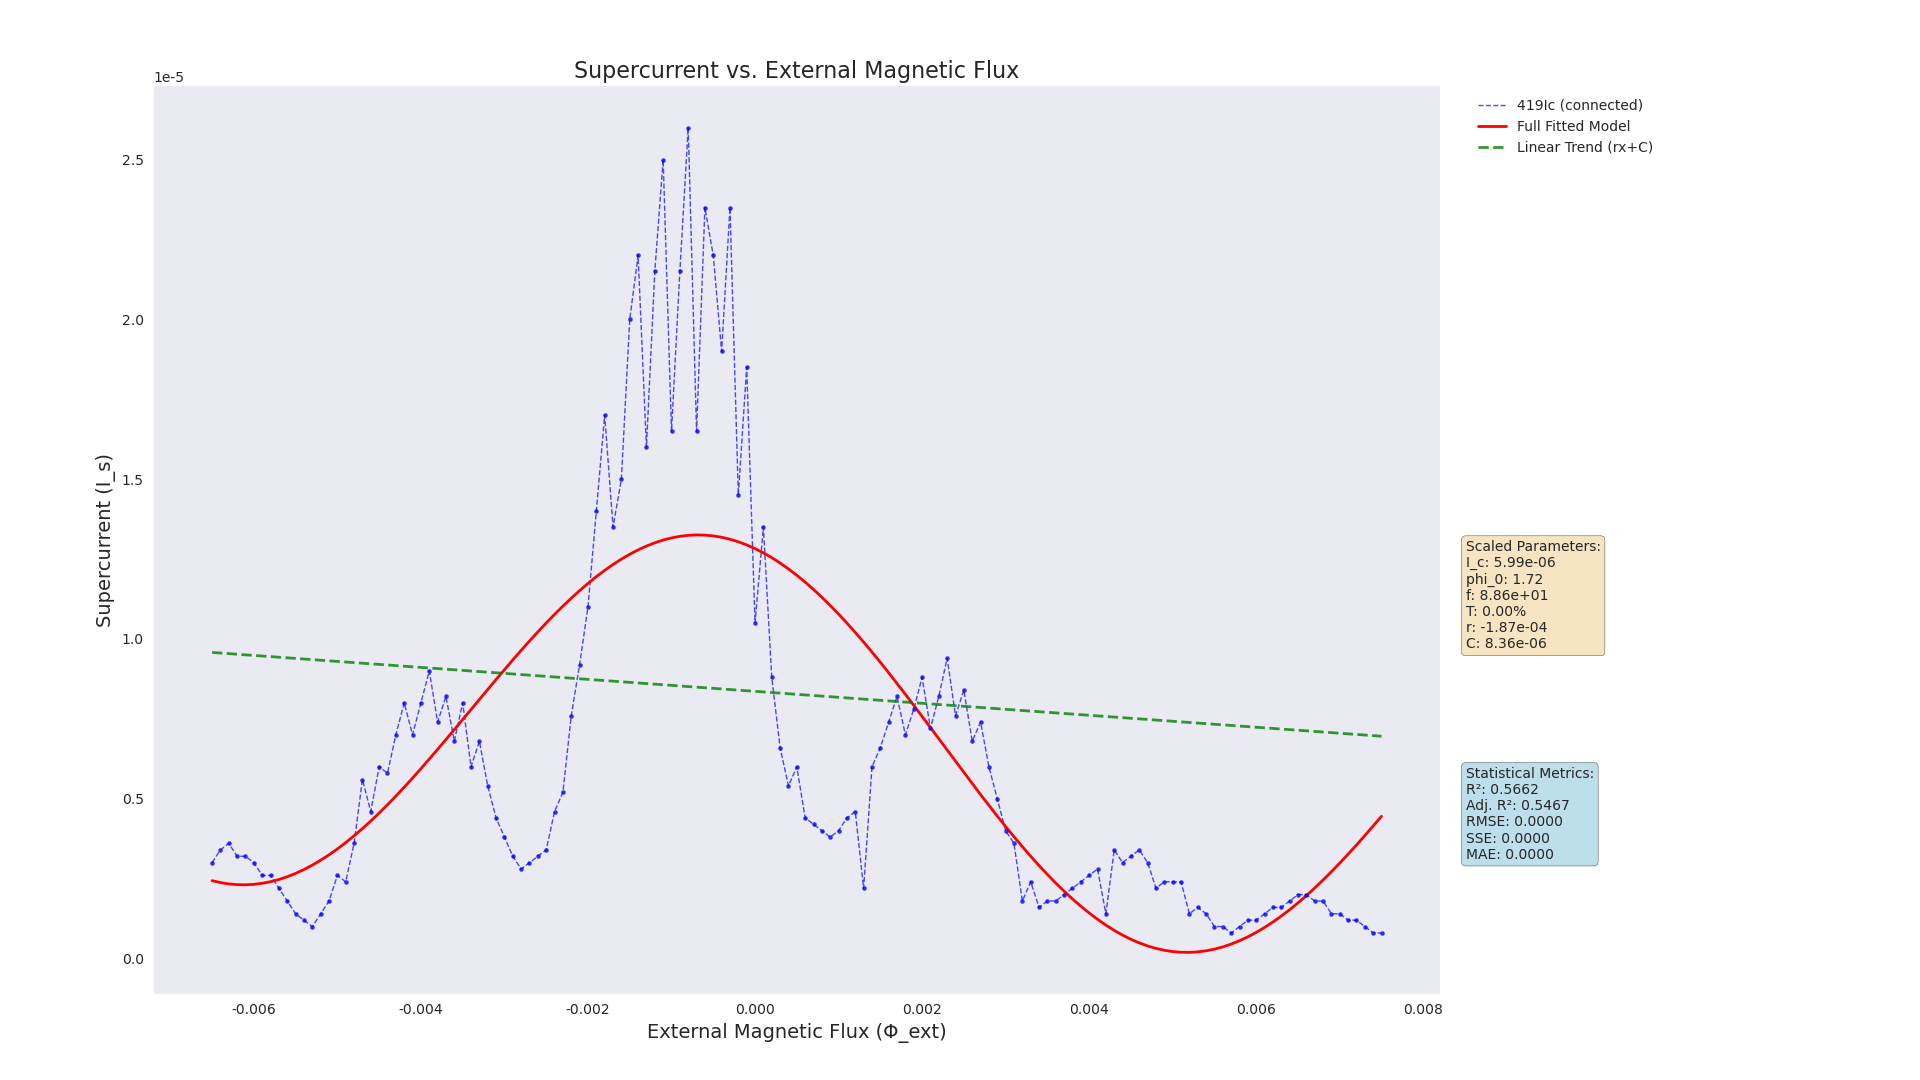 Supercurrent vs. External Magnetic Flux
1e-5
2.5
2.0
1.5
1.0
0.5
0.0
Supercurrent (I_s)
-0.006
-0.004
-0.002
0.000
0.002
0.004
0.006
0.008
External Magnetic Flux (Φ_ext)
419Ic (connected)
Full Fitted Model
Linear Trend (rx+C)
Scaled Parameters:
I_c: 5.99e-06
phi_0: 1.72
f: 8.86e+01
T: 0.00%
r: -1.87e-04
C: 8.36e-06
Statistical Metrics:
R²: 0.5662
Adj. R²: 0.5467
RMSE: 0.0000
SSE: 0.0000
MAE: 0.0000